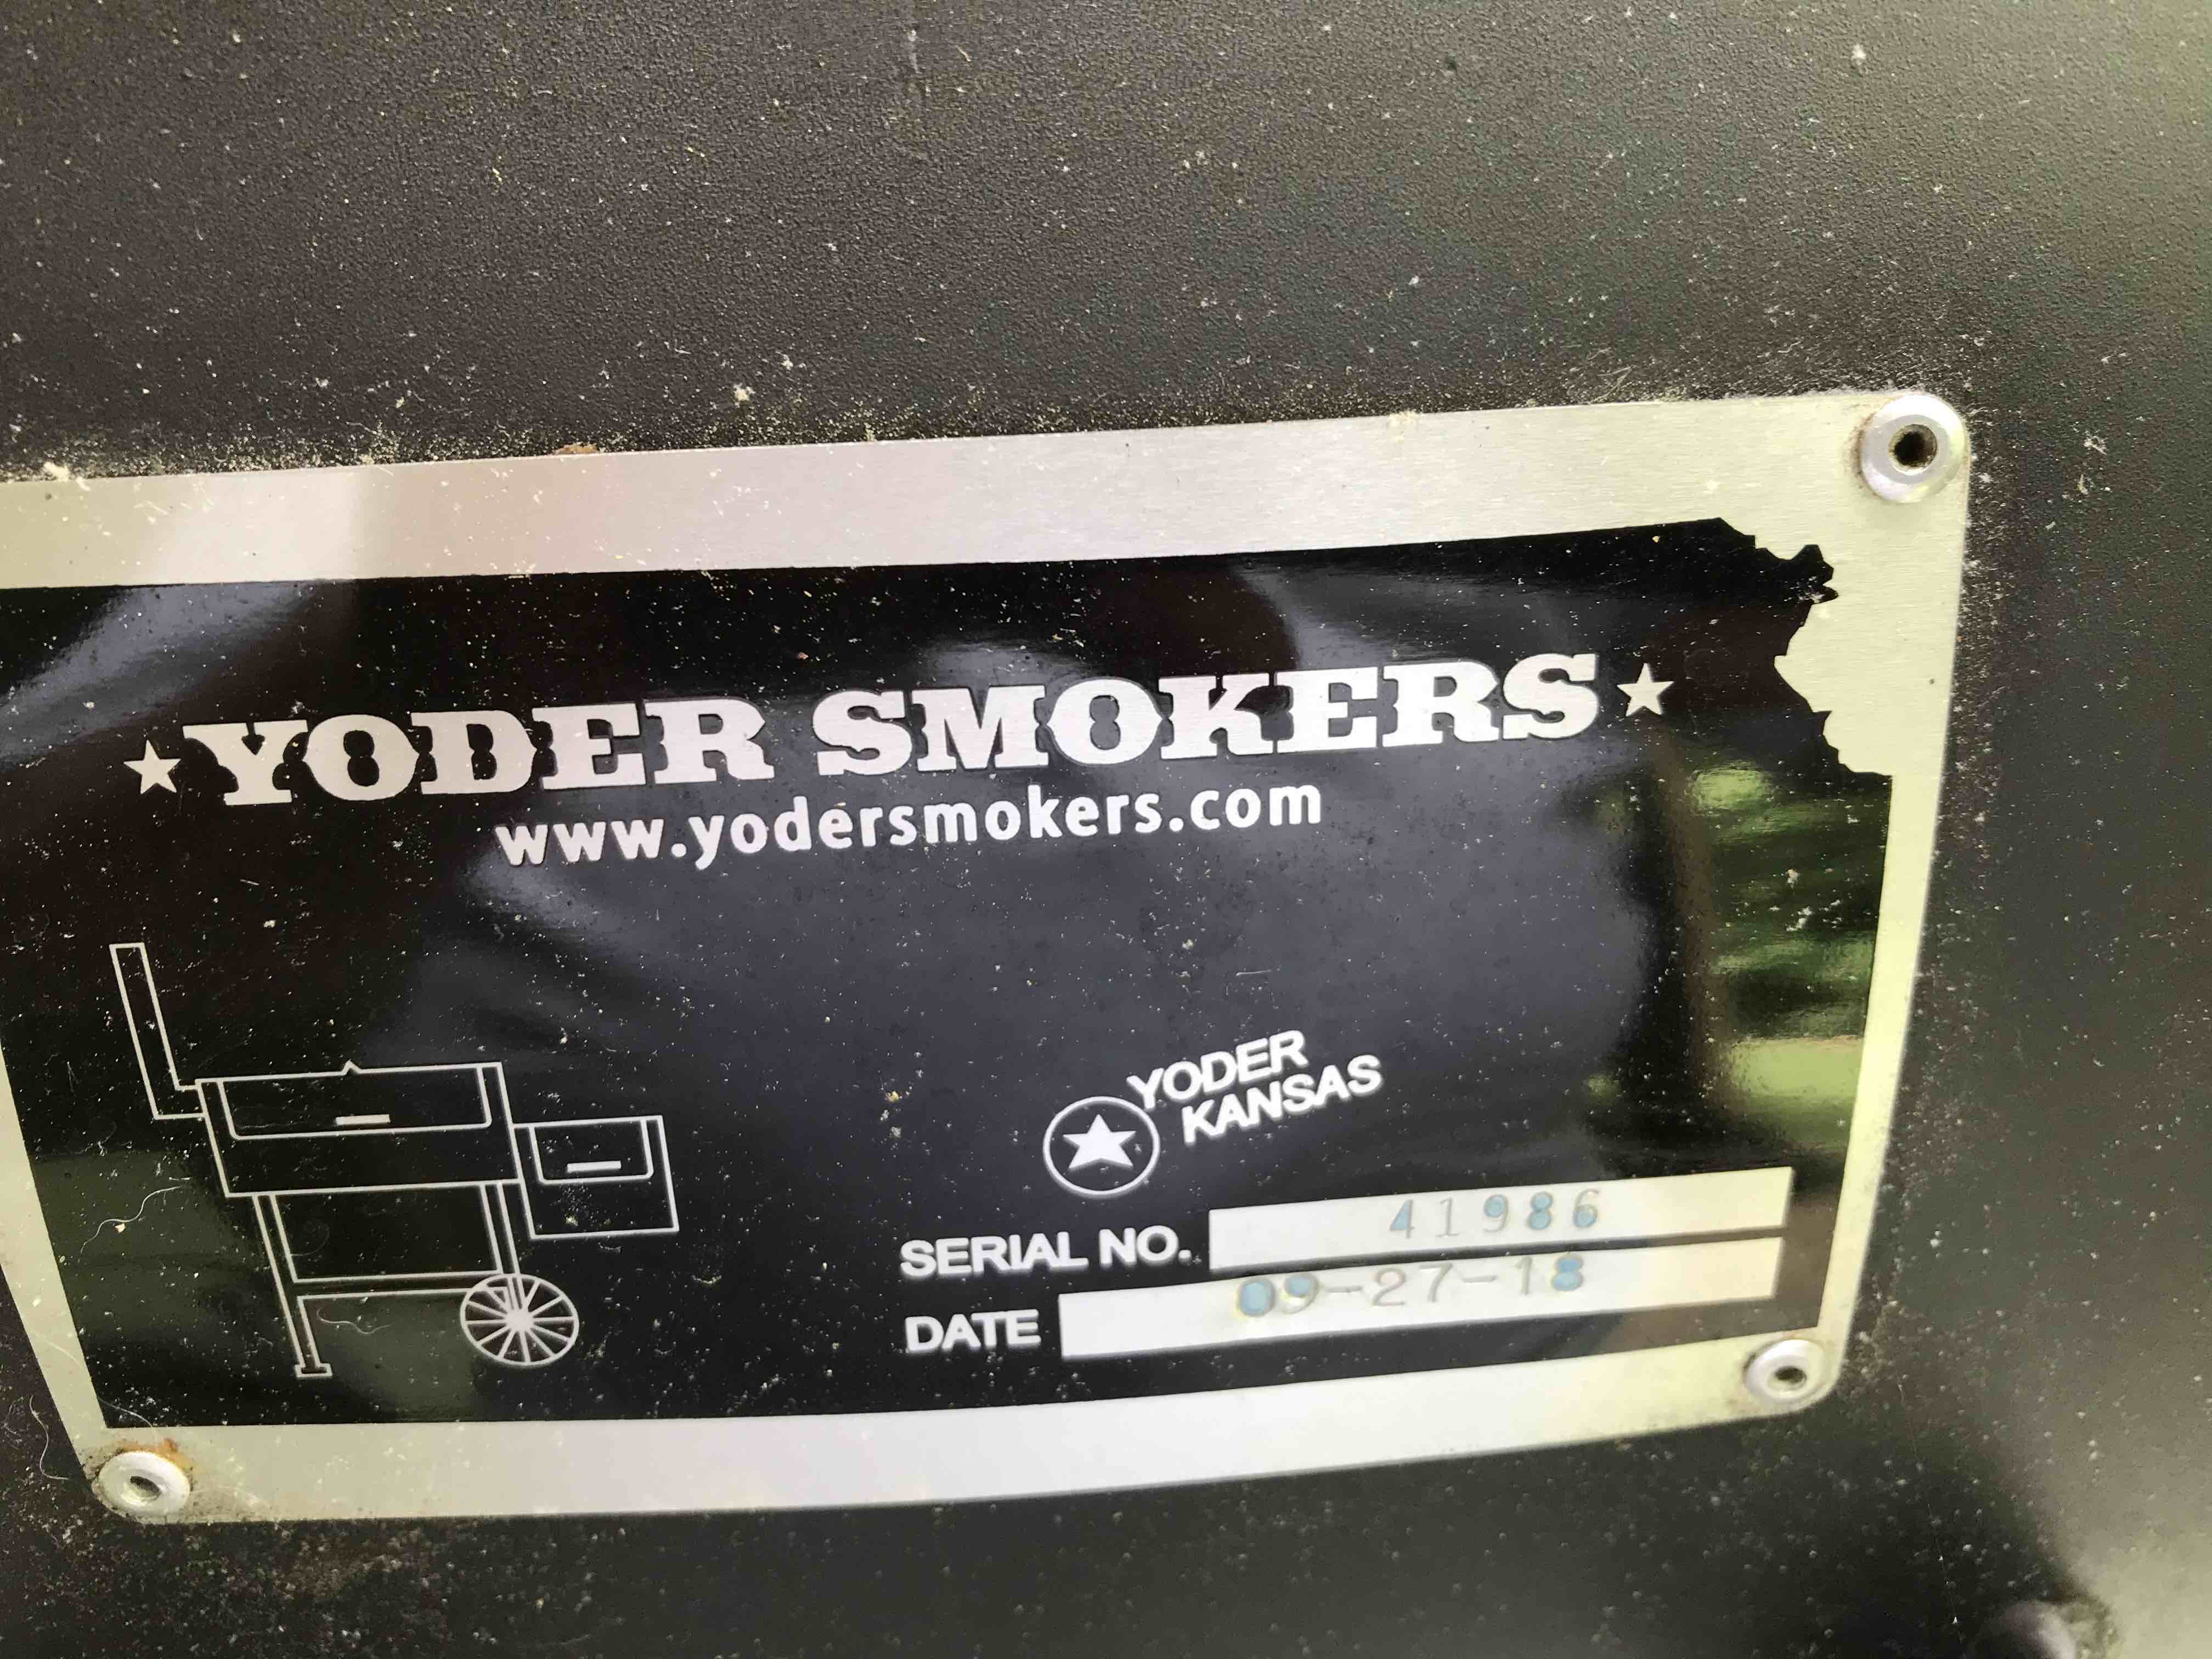 YODER SMOKERS
www.yodersmokers.com
YODER
KANSAS
SERIAL NO. 41986
DATE 09-27-18